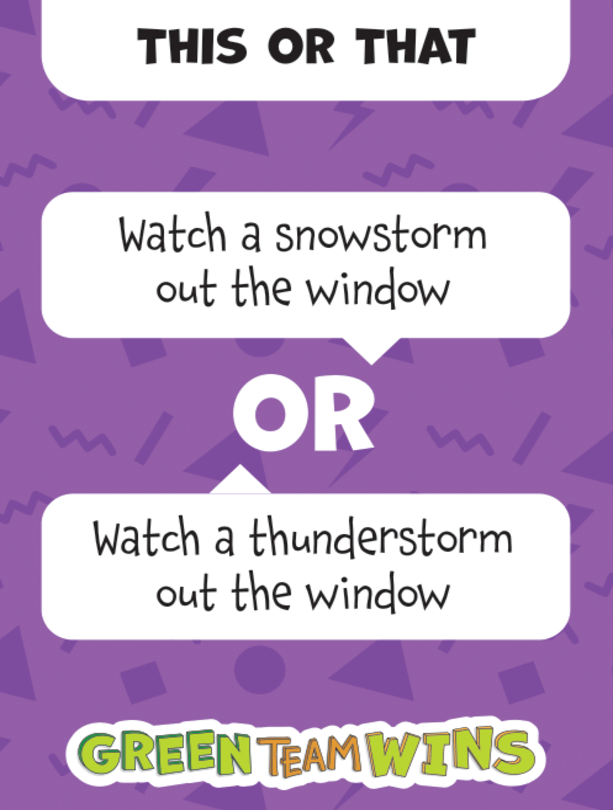 THIS OR THAT
Watch a snowstorm
out the window
OR
Watch a thunderstorm
out the window
GREEN TEAM WINS